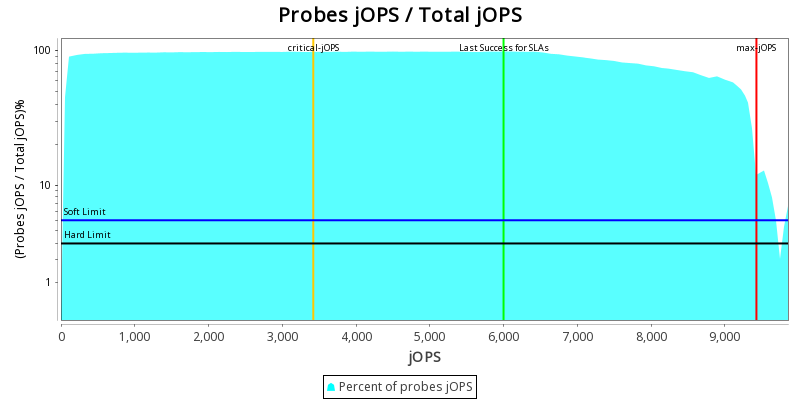 Probes jOPS / Total jOPS
critical-jOPS
Last Success for SLAs
max-jOPS
100
10
1
(Probes jOPS / Total jOPS)%
Soft Limit
Hard Limit
0
1,000
2,000
3,000
4,000
5,000
6,000
7,000
8,000
9,000
jOPS
Percent of probes jOPS